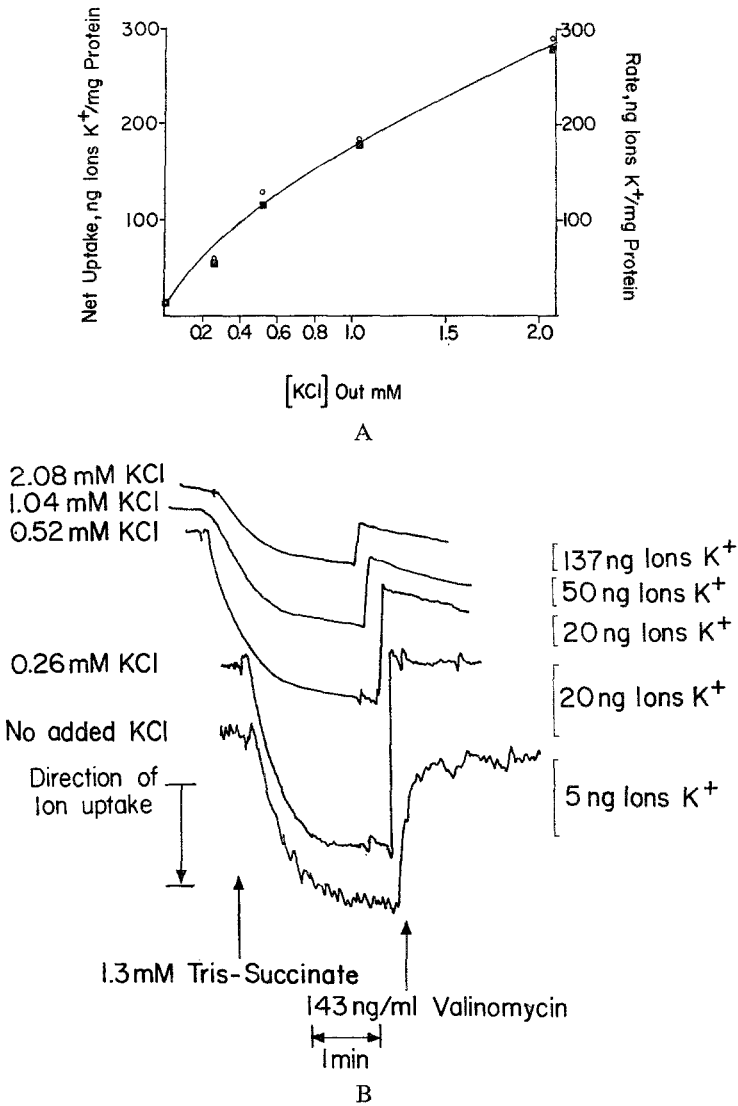 300
200
100
Net Uptake, ng Ions K+/mg Protein
300
200
100
Rate, ng Ions K+/mg Protein
0.2 0.4 0.6 0.8 1.0 1.5 2.0
[KCl] Out mM
A
2.08 mM KCl
1.04 mM KCl
0.52 mM KCl
0.26 mM KCl
No added KCl
Direction of
Ion uptake
137 ng Ions K+
50 ng Ions K+
20 ng Ions K+
20 ng Ions K+
5 ng Ions K+
1.3 mM Tris-Succinate
143 ng/ml Valinomycin
1 min
B